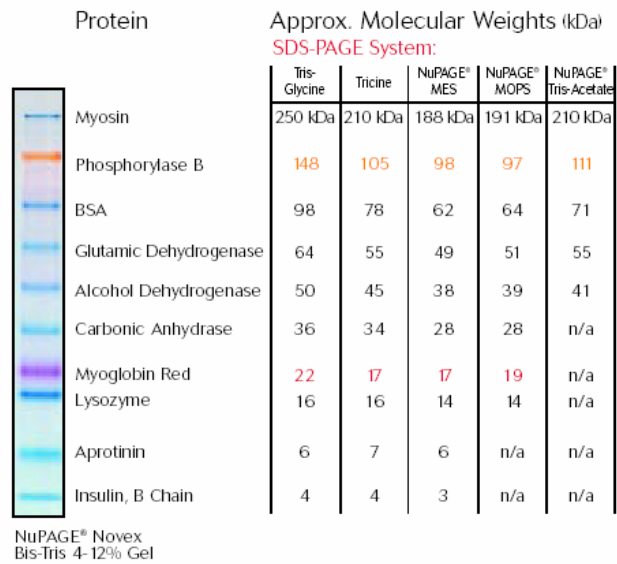 Protein Approx. Molecular Weights (kDa)
SDS-PAGE System:
Tris-Glycine Tricine NuPAGE® MES NuPAGE® MOPS NuPAGE® Tris-Acetate
Myosin 250 kDa 210 kDa 188 kDa 191 kDa 210 kDa
Phosphorylase B 148 105 98 97 111
BSA 98 78 62 64 71
Glutamic Dehydrogenase 64 55 49 51 55
Alcohol Dehydrogenase 50 45 38 39 41
Carbonic Anhydrase 36 34 28 28 n/a
Myoglobin Red 22 17 17 19 n/a
Lysozyme 16 16 14 14 n/a
Aprotinin 6 7 6 n/a n/a
Insulin, B Chain 4 4 3 n/a n/a
NuPAGE® Novex
Bis-Tris 4-12% Gel